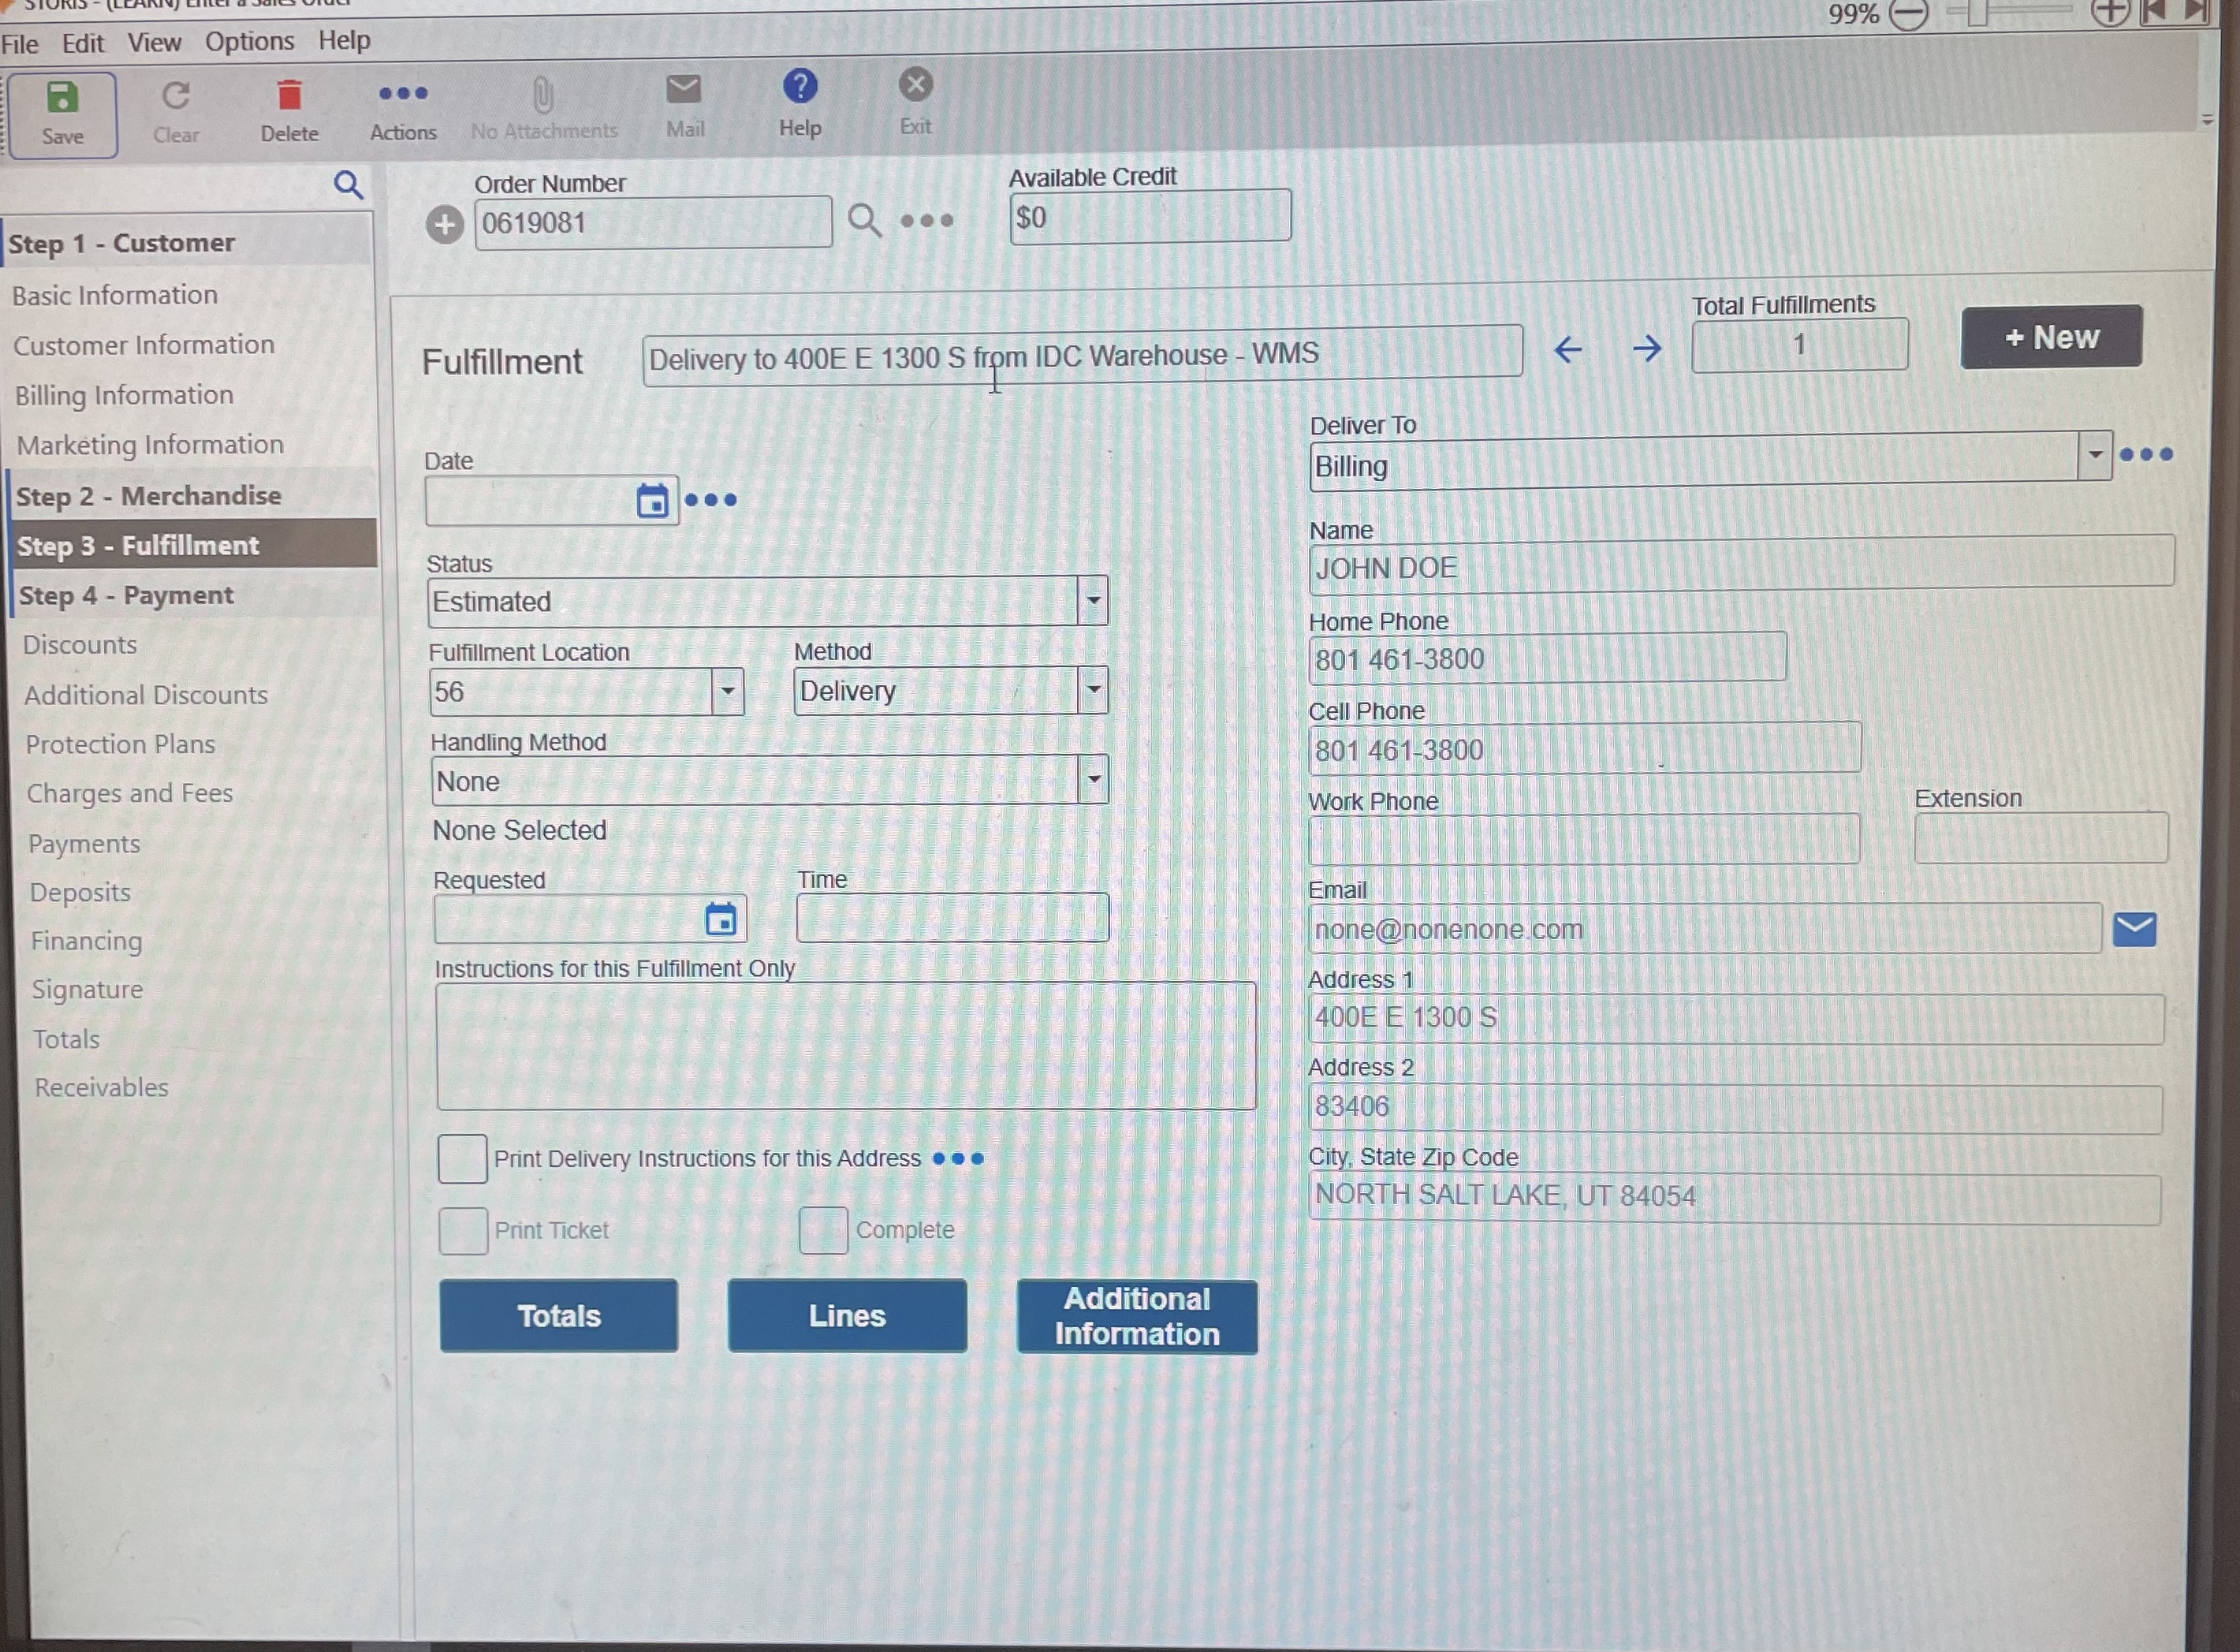 STORIS - (LEARN) Enter a Sales Order
99%
File Edit View Options Help
Save Clear Delete Actions No Attachments Mail Help Exit
Order Number
0619081
Available Credit
$0
Step 1 - Customer
Basic Information
Customer Information
Billing Information
Marketing Information
Step 2 - Merchandise
Step 3 - Fulfillment
Step 4 - Payment
Discounts
Additional Discounts
Protection Plans
Charges and Fees
Payments
Deposits
Financing
Signature
Totals
Receivables
Fulfillment
Delivery to 400E E 1300 S from IDC Warehouse - WMS
Total Fulfillments
1
+ New
Date
Status
Estimated
Fulfillment Location
56
Method
Delivery
Handling Method
None
None Selected
Requested
Time
Instructions for this Fulfillment Only
Print Delivery Instructions for this Address
Print Ticket
Complete
Totals
Lines
Additional
Information
Deliver To
Billing
Name
JOHN DOE
Home Phone
801 461-3800
Cell Phone
801 461-3800
Work Phone
Extension
Email
none@nonenone.com
Address 1
400E E 1300 S
Address 2
83406
City, State Zip Code
NORTH SALT LAKE, UT 84054